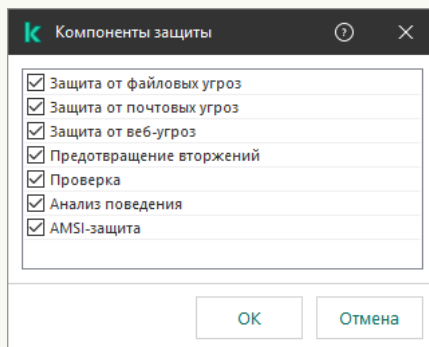 Компоненты защиты
Защита от файловых угроз
Защита от почтовых угроз
Защита от веб-угроз
Предотвращение вторжений
Проверка
Анализ поведения
AMSI-защита
ОК
Отмена